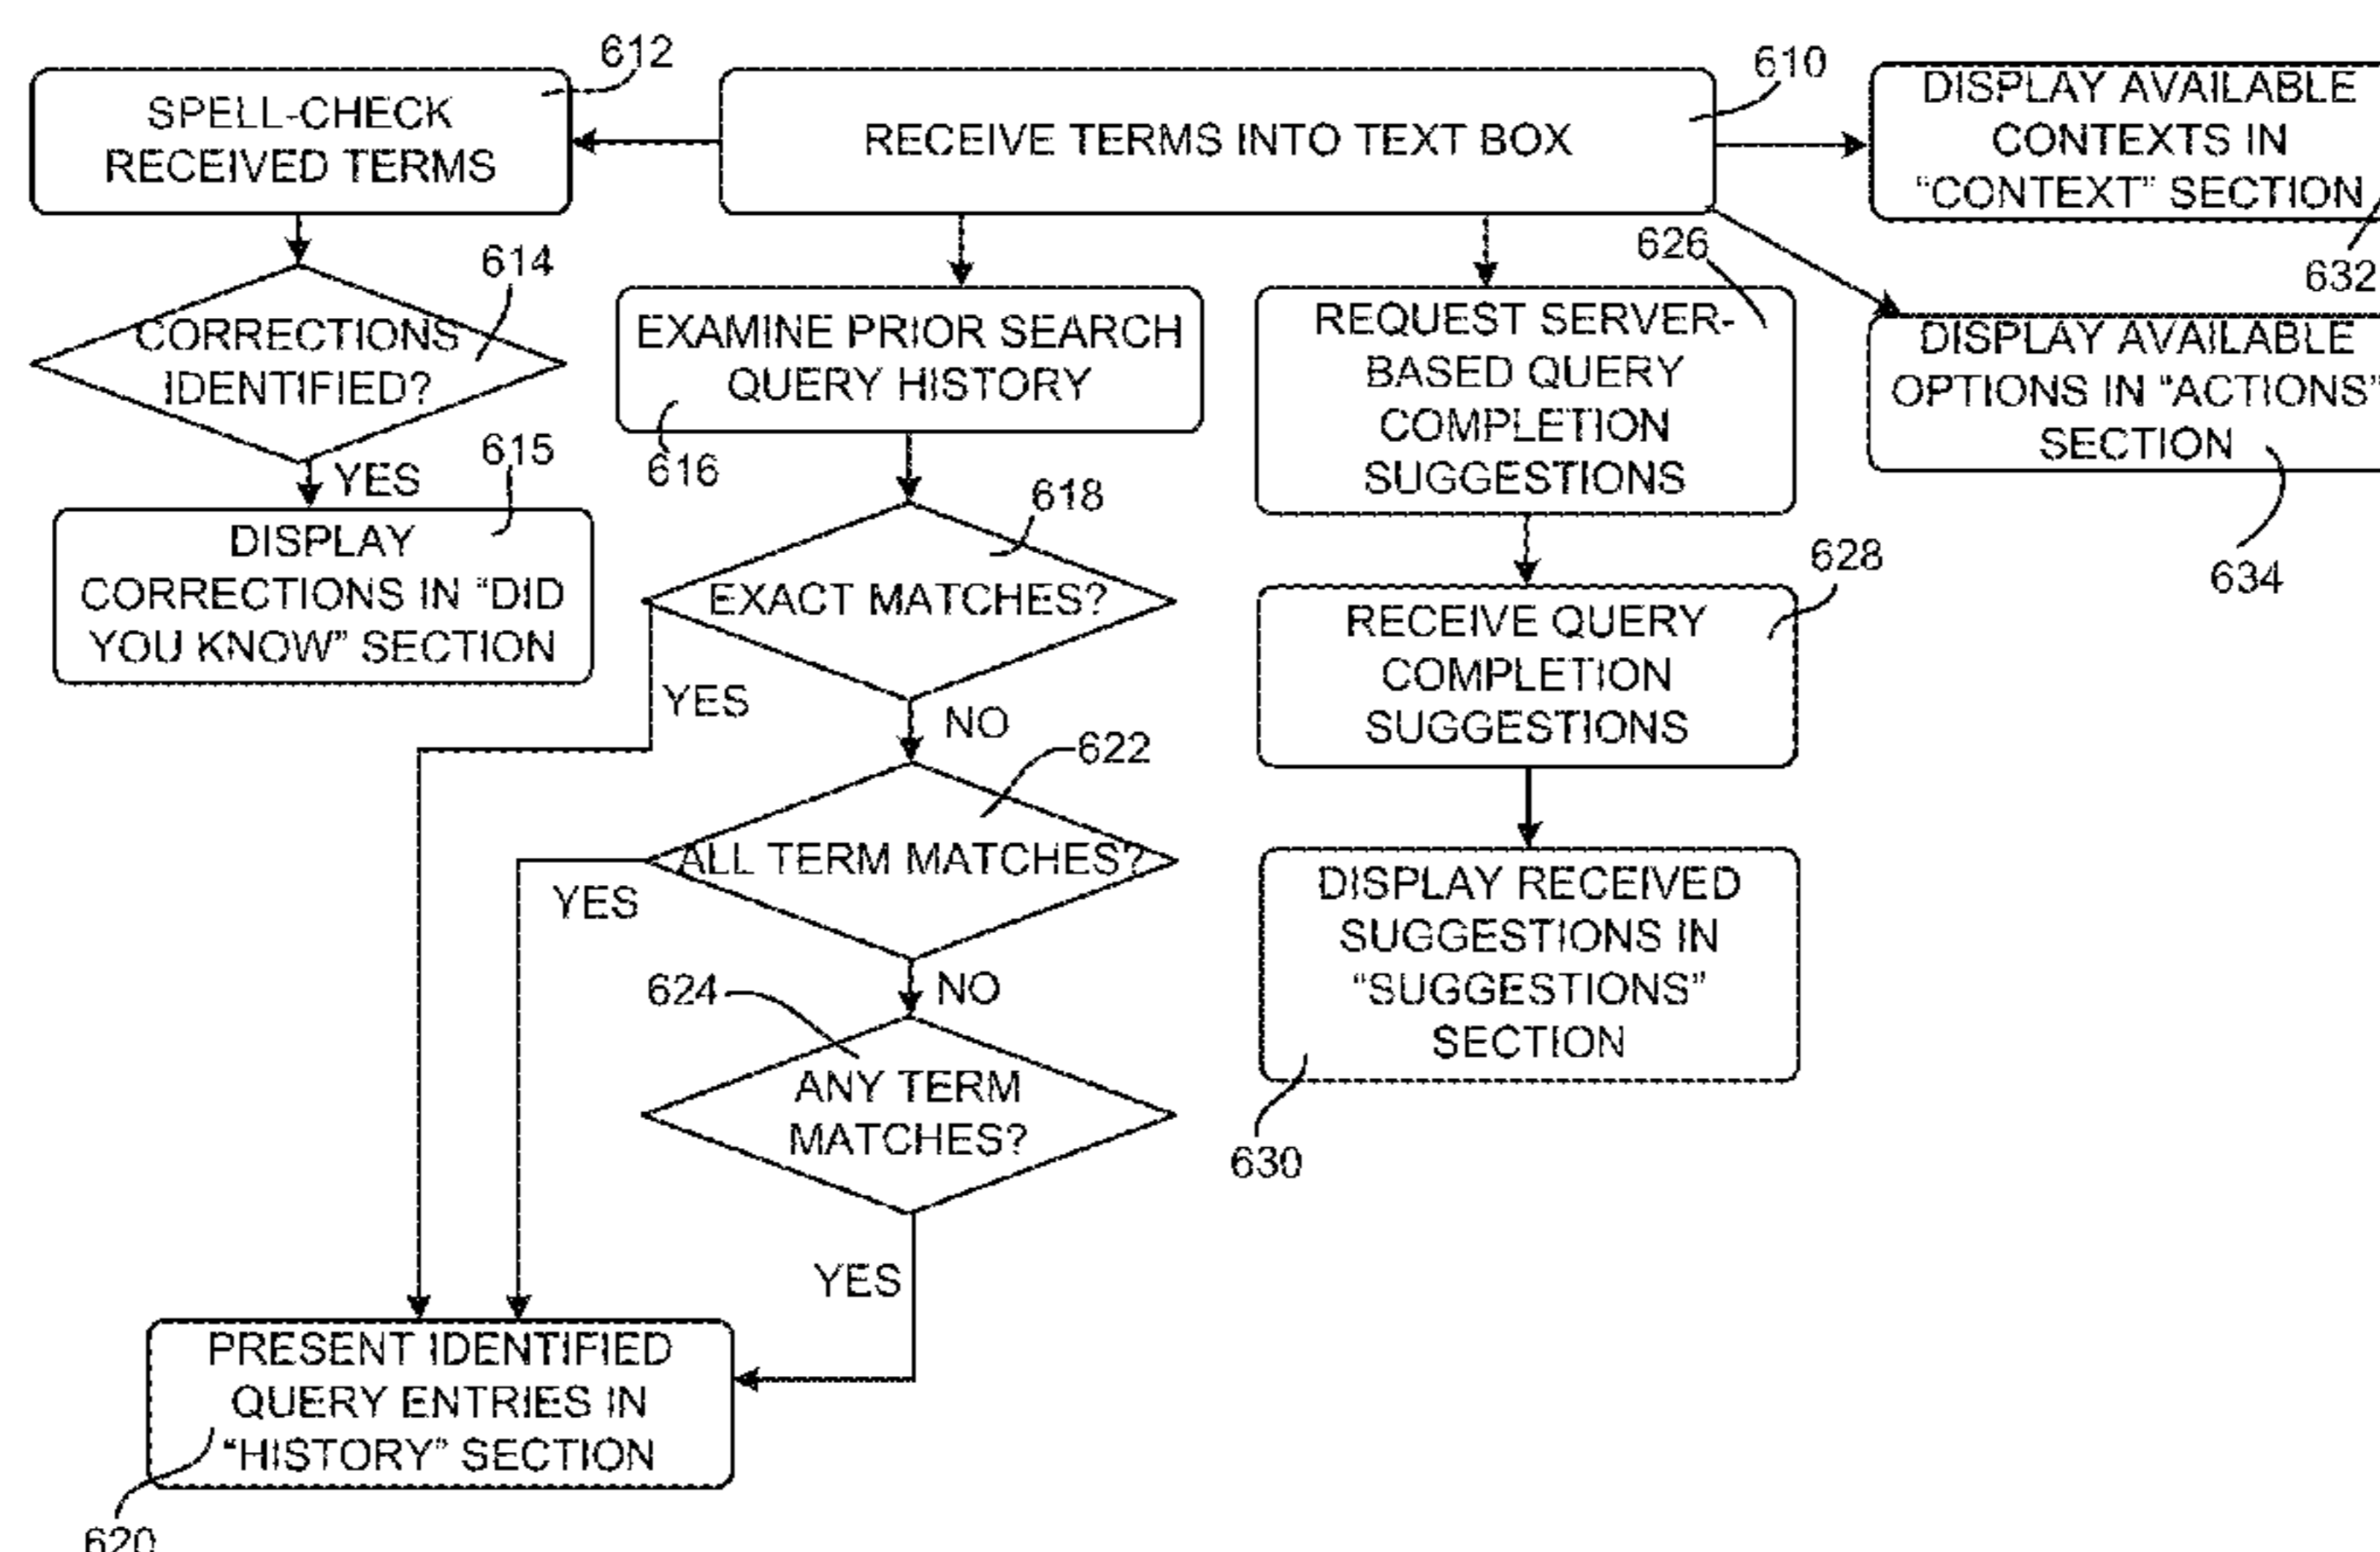 612
SPELL-CHECK
RECEIVED TERMS
610
RECEIVE TERMS INTO TEXT BOX
DISPLAY AVAILABLE
CONTEXTS IN
“CONTEXT” SECTION
632
614
CORRECTIONS
IDENTIFIED?
YES
615
DISPLAY
CORRECTIONS IN “DID
YOU KNOW” SECTION
EXAMINE PRIOR SEARCH
QUERY HISTORY
616
618
EXACT MATCHES?
YES
NO
622
ALL TERM MATCHES?
YES
NO
624
ANY TERM
MATCHES?
YES
PRESENT IDENTIFIED
QUERY ENTRIES IN
“HISTORY” SECTION
620
626
REQUEST SERVER-
BASED QUERY
COMPLETION
SUGGESTIONS
628
RECEIVE QUERY
COMPLETION
SUGGESTIONS
DISPLAY RECEIVED
SUGGESTIONS IN
“SUGGESTIONS”
SECTION
630
DISPLAY AVAILABLE
OPTIONS IN “ACTIONS”
SECTION
634